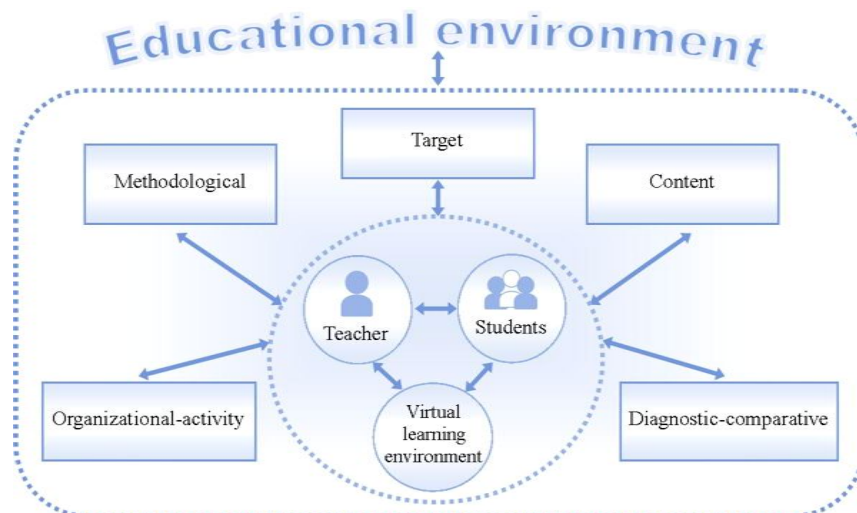 Educational environment
Target
Methodological
Content
Teacher
Students
Organizational-activity
Virtual
learning
environment
Diagnostic-comparative